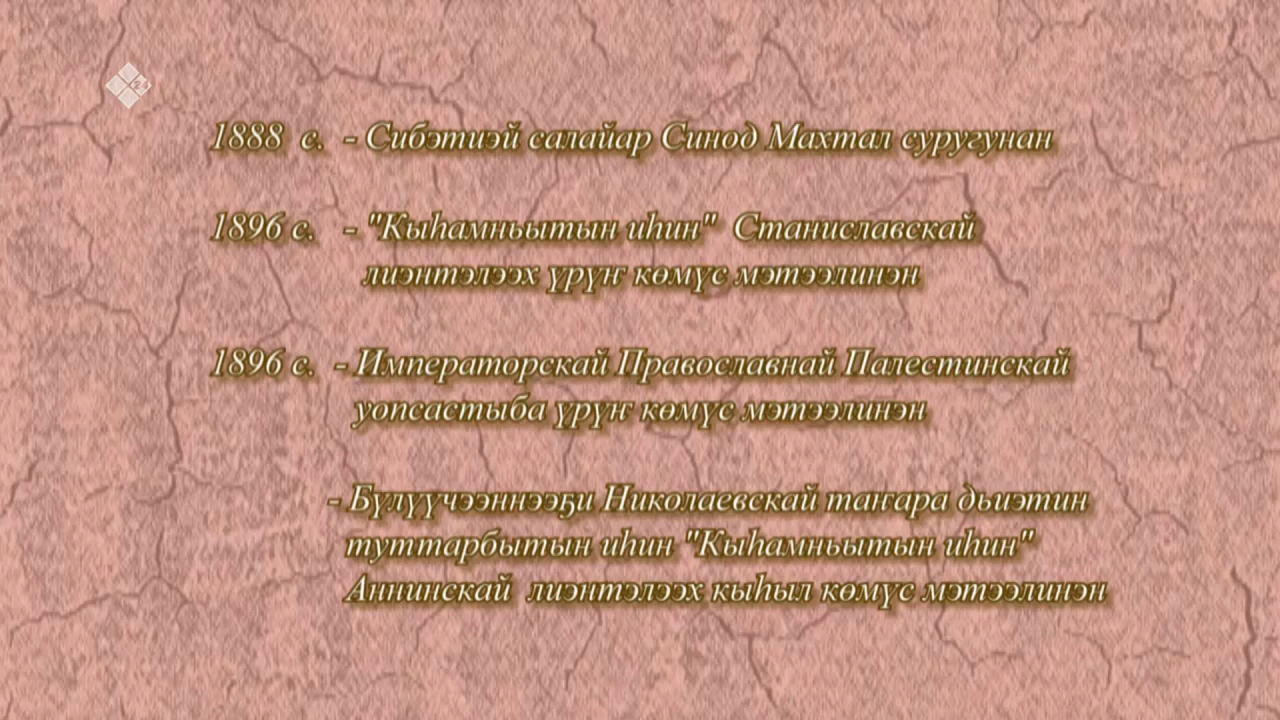 24
1888 с. - Сибэтиэй салайар Синод Махтал суругунан
1896 с. - "Кыһамньытын иһин" Станиславскай
лиэнтэлээх үрүҥ көмүс мэтээлинэн
1896 с. - Императорскай Православнай Палестинскай
уопсастыба үрүҥ көмүс мэтээлинэн
- Бүлүүчээннээҕи Николаевскай таҥара дьиэтин
туттарбытын иһин "Кыһамньытын иһин"
Аннинскай лиэнтэлээх кыһыл көмүс мэтээлинэн